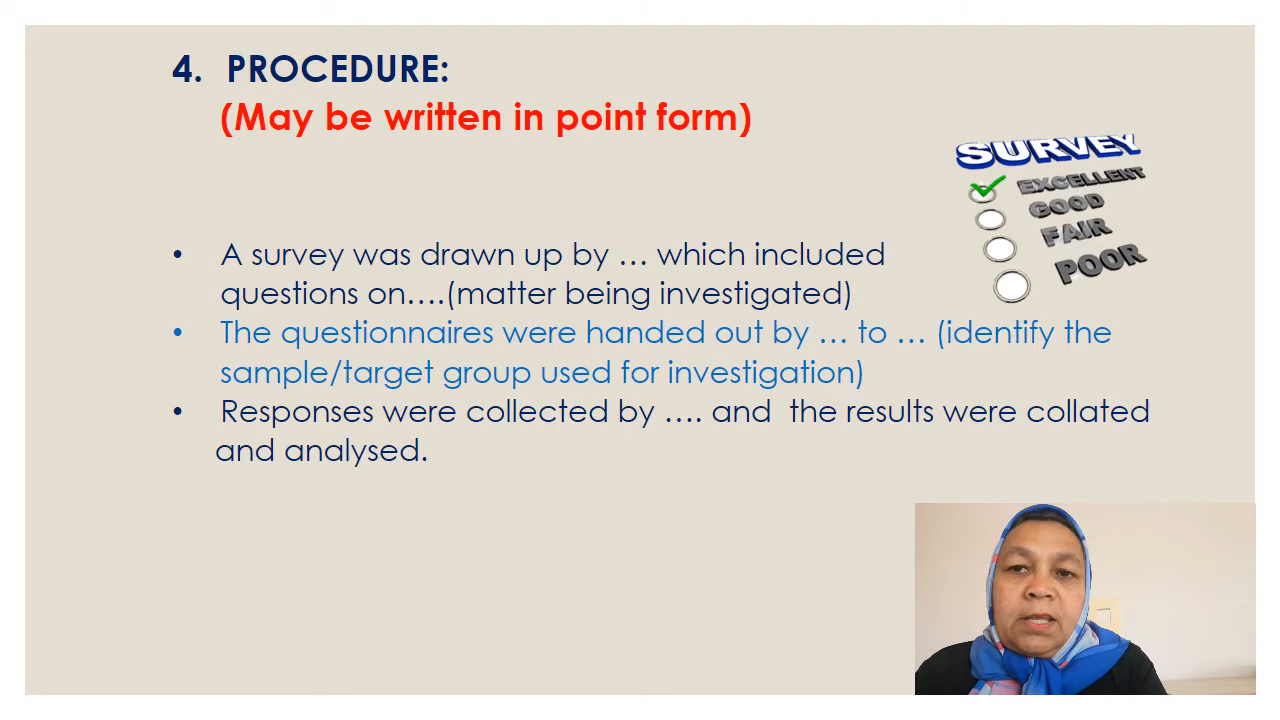 4. PROCEDURE:
(May be written in point form)
SURVEY
EXCELLENT
GOOD
FAIR
POOR
• A survey was drawn up by … which included
questions on….(matter being investigated)
• The questionnaires were handed out by … to … (identify the
sample/target group used for investigation)
• Responses were collected by …. and the results were collated
and analysed.